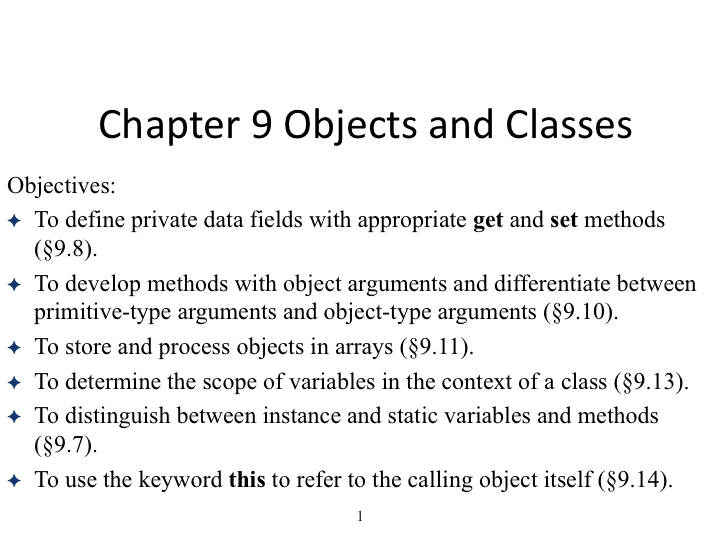 Chapter 9 Objects and Classes
Objectives:
✦ To define private data fields with appropriate get and set methods
(§9.8).
✦ To develop methods with object arguments and differentiate between
primitive-type arguments and object-type arguments (§9.10).
✦ To store and process objects in arrays (§9.11).
✦ To determine the scope of variables in the context of a class (§9.13).
✦ To distinguish between instance and static variables and methods
(§9.7).
✦ To use the keyword this to refer to the calling object itself (§9.14).
1